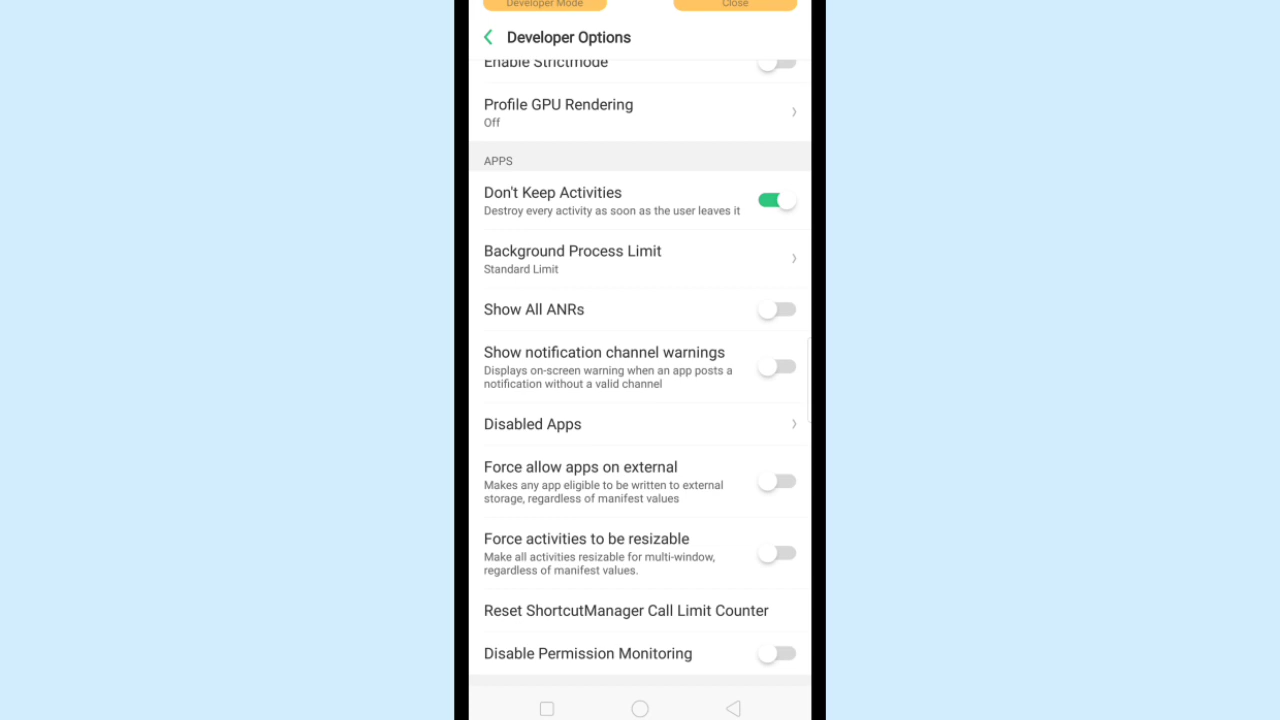 Developer Mode
Close
Developer Options
Enable Strictmode
Profile GPU Rendering
Off
APPS
Don't Keep Activities
Destroy every activity as soon as the user leaves it
Background Process Limit
Standard Limit
Show All ANRs
Show notification channel warnings
Displays on-screen warning when an app posts a
notification without a valid channel
Disabled Apps
Force allow apps on external
Makes any app eligible to be written to external
storage, regardless of manifest values
Force activities to be resizable
Make all activities resizable for multi-window,
regardless of manifest values.
Reset ShortcutManager Call Limit Counter
Disable Permission Monitoring